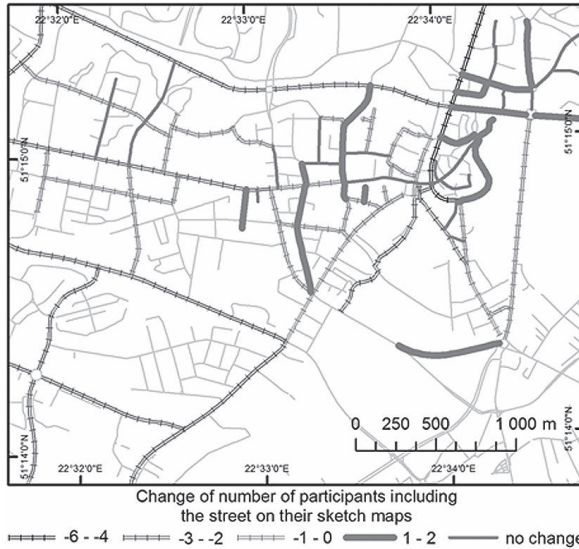 22°32'0"E 22°33'0"E 22°34'0"E
51°15'0"N 51°15'0"N
51°14'0"N 51°14'0"N
0 250 500 1 000 m
22°32'0"E 22°33'0"E 22°34'0"E
Change of number of participants including
the street on their sketch maps
-6 - -4 -3 - -2 -1 - 0 1 - 2 no change